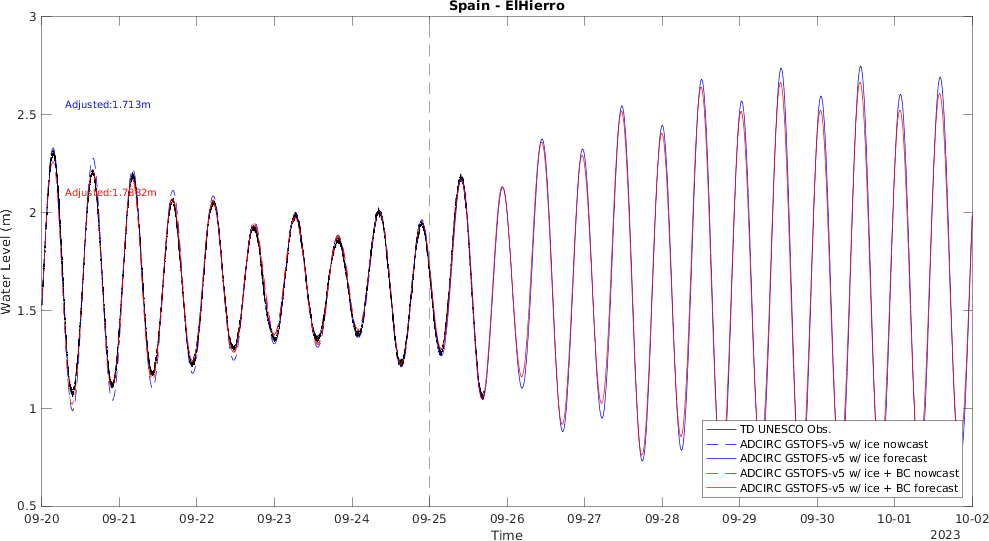 Spain - ElHierro
3
2.5
2
1.5
1
0.5
Water Level (m)
Adjusted:1.713m
Adjusted:1.7382m
TD UNESCO Obs.
ADCIRC GSTOFS-v5 w/ ice nowcast
ADCIRC GSTOFS-v5 w/ ice forecast
ADCIRC GSTOFS-v5 w/ ice + BC nowcast
ADCIRC GSTOFS-v5 w/ ice + BC forecast
09-20 09-21 09-22 09-23 09-24 09-25 09-26 09-27 09-28 09-29 09-30 10-01 10-02
Time
2023